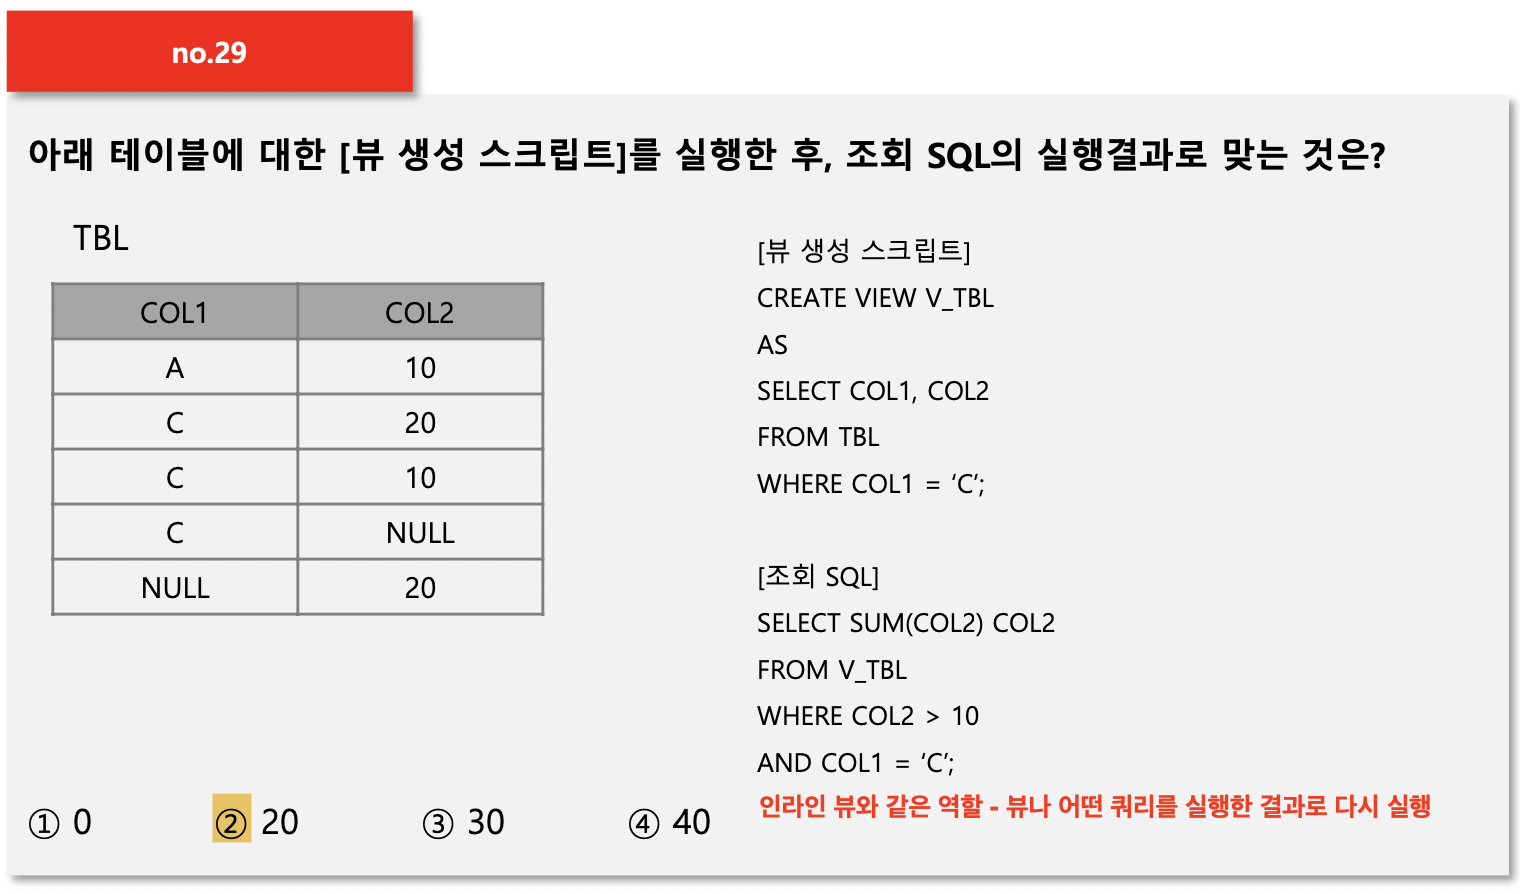 no.29
아래 테이블에 대한 [뷰 생성 스크립트]를 실행한 후, 조회 SQL의 실행결과로 맞는 것은?
TBL
COL1 COL2
A 10
C 20
C 10
C NULL
NULL 20
[뷰 생성 스크립트]
CREATE VIEW V_TBL
AS
SELECT COL1, COL2
FROM TBL
WHERE COL1 = ‘C’;
[조회 SQL]
SELECT SUM(COL2) COL2
FROM V_TBL
WHERE COL2 > 10
AND COL1 = ‘C’;
인라인 뷰와 같은 역할 - 뷰나 어떤 쿼리를 실행한 결과로 다시 실행
① 0 ② 20 ③ 30 ④ 40